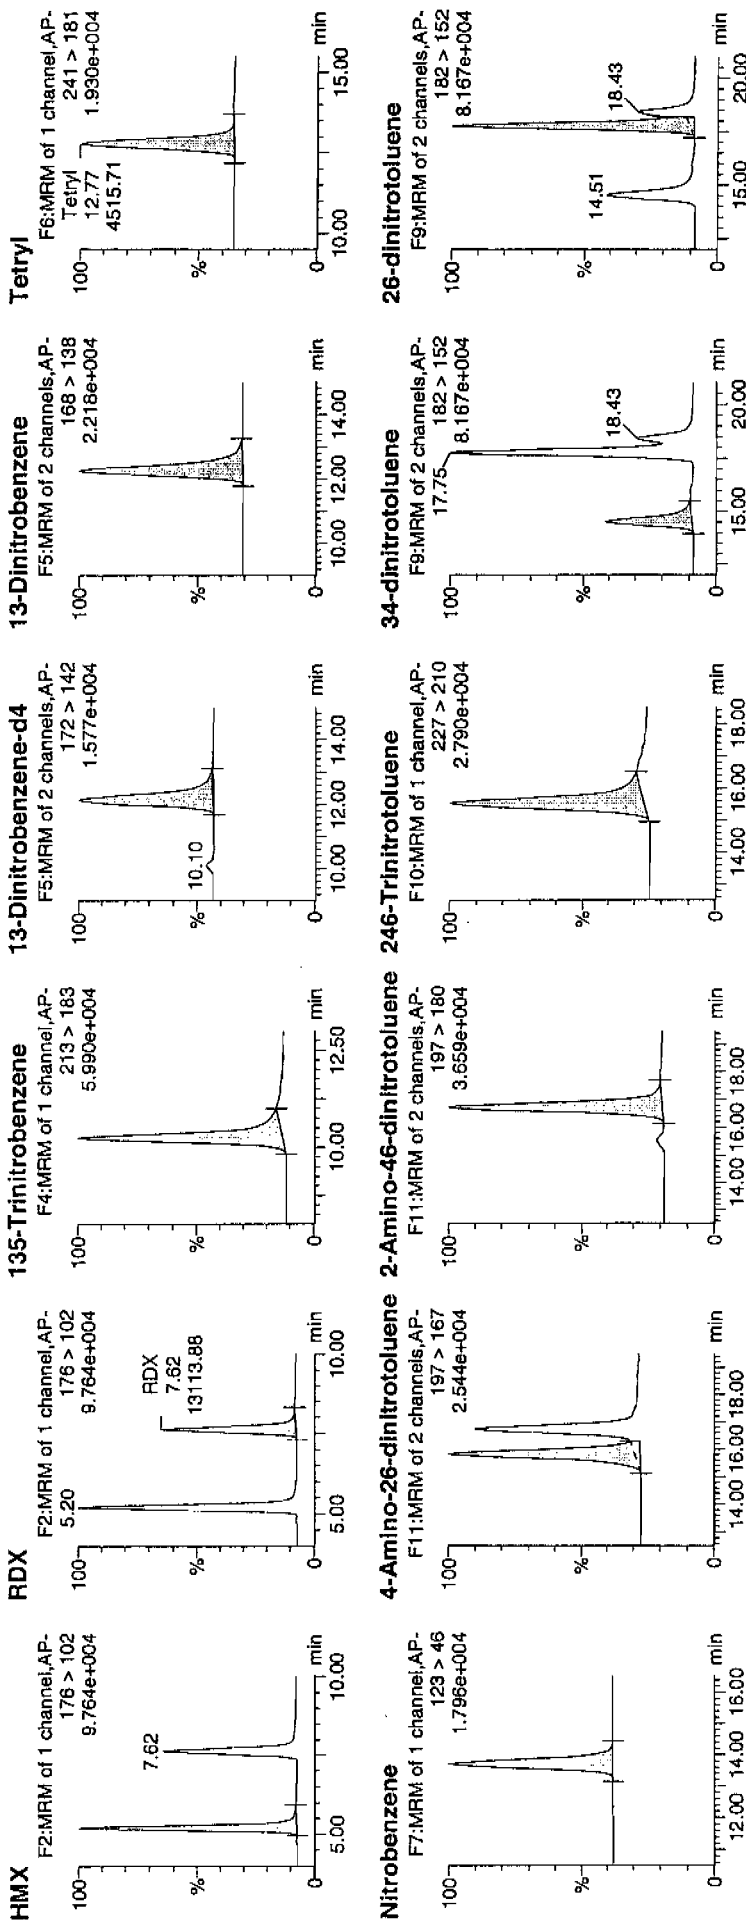 HMX
F2:MRM of 1 channel,AP-
176 > 102
9.764e+004
100
%
0
7.62
5.00
10.00
min
RDX
F2:MRM of 1 channel,AP-
5.20
176 > 102
9.764e+004
100
%
0
RDX
7.62
13113.88
5.00
10.00
min
135-Trinitrobenzene
F4:MRM of 1 channel,AP-
213 > 183
5.990e+004
100
%
0
10.00
12.50
min
13-Dinitrobenzene-d4
F5:MRM of 2 channels,AP-
172 > 142
1.577e+004
100
%
0
10.10
10.00
12.00
14.00
min
13-Dinitrobenzene
F5:MRM of 2 channels,AP-
168 > 138
2.218e+004
100
%
0
10.00
12.00
14.00
min
Tetryl
F6:MRM of 1 channel,AP-
Tetryl
241 > 181
12.77
1.930e+004
4515.71
100
%
0
10.00
15.00
min
Nitrobenzene
F7:MRM of 1 channel,AP-
123 > 46
1.796e+004
100
%
0
12.00
14.00
16.00
min
4-Amino-26-dinitrotoluene
F11:MRM of 2 channels,AP-
197 > 167
2.544e+004
100
%
0
14.00
16.00
18.00
min
2-Amino-46-dinitrotoluene
F11:MRM of 2 channels,AP-
197 > 180
3.659e+004
100
%
0
14.00
16.00
18.00
min
246-Trinitrotoluene
F10:MRM of 1 channel,AP-
227 > 210
2.790e+004
100
%
0
14.00
16.00
18.00
min
34-dinitrotoluene
F9:MRM of 2 channels,AP-
17.75
182 > 152
8.167e+004
100
%
0
18.43
15.00
20.00
min
26-dinitrotoluene
F9:MRM of 2 channels,AP-
182 > 152
8.167e+004
100
%
0
14.51
18.43
15.00
20.00
min